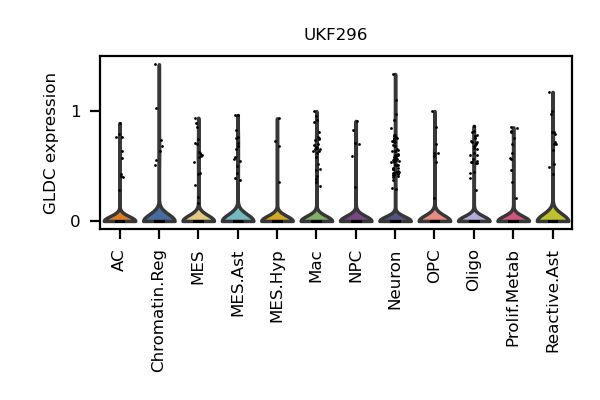 UKF296
GLDC expression
1
0
AC
Chromatin.Reg
MES
MES.Ast
MES.Hyp
Mac
NPC
Neuron
OPC
Oligo
Prolif.Metab
Reactive.Ast